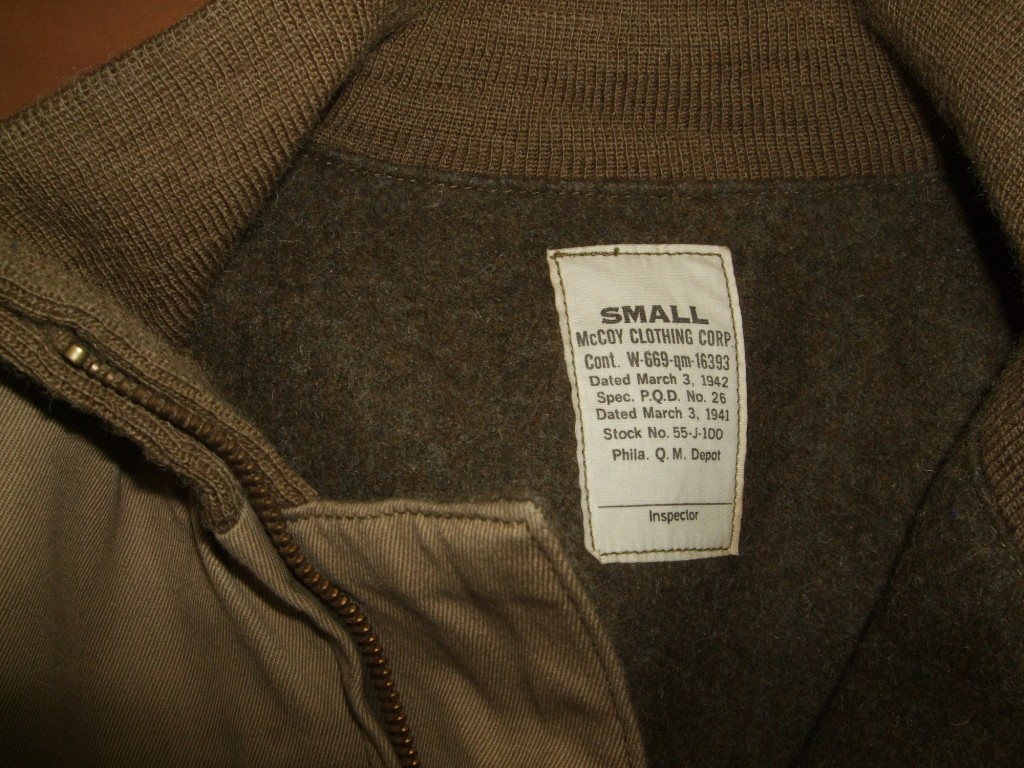 SMALL
McCOY CLOTHING CORP.
Cont. W-669-qm-16393
Dated March 3, 1942
Spec. P.Q.D. No. 26
Dated March 3, 1941
Stock No. 55-J-100
Phila. Q. M. Depot
Inspector